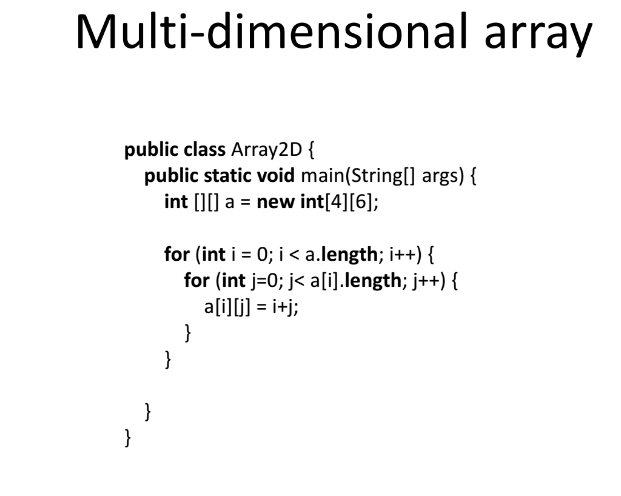 Multi-dimensional array
public class Array2D {
public static void main(String[] args) {
int [][] a = new int[4][6];
for (int i = 0; i < a.length; i++) {
for (int j=0; j< a[i].length; j++) {
a[i][j] = i+j;
}
}
}
}